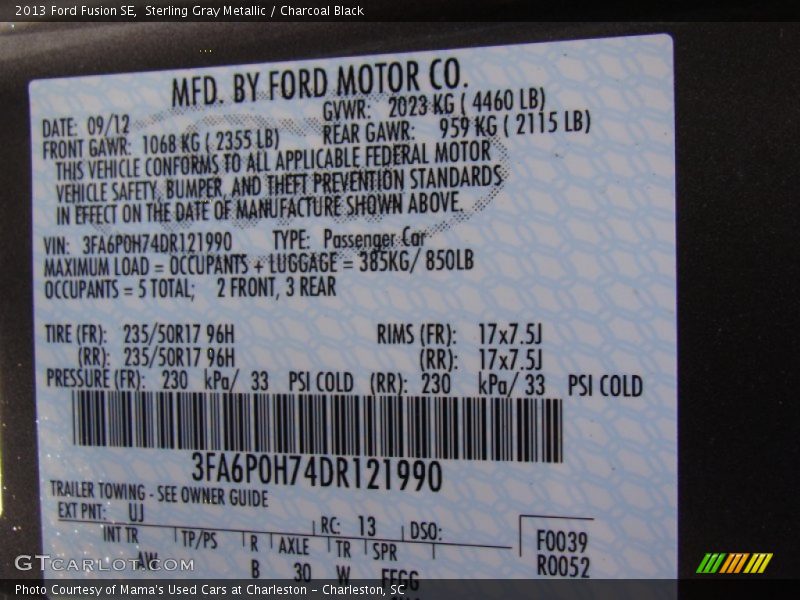 2013 Ford Fusion SE, Sterling Gray Metallic / Charcoal Black
MFD. BY FORD MOTOR CO.
DATE: 09/12 GVWR: 2023 KG ( 4460 LB)
FRONT GAWR: 1068 KG ( 2355 LB) REAR GAWR: 959 KG ( 2115 LB)
THIS VEHICLE CONFORMS TO ALL APPLICABLE FEDERAL MOTOR
VEHICLE SAFETY, BUMPER, AND THEFT PREVENTION STANDARDS
IN EFFECT ON THE DATE OF MANUFACTURE SHOWN ABOVE.
VIN: 3FA6P0H74DR121990 TYPE: Passenger Car
MAXIMUM LOAD = OCCUPANTS + LUGGAGE = 385KG/ 850LB
OCCUPANTS = 5 TOTAL; 2 FRONT, 3 REAR
TIRE (FR): 235/50R17 96H RIMS (FR): 17x7.5J
(RR): 235/50R17 96H (RR): 17x7.5J
PRESSURE (FR): 230 kPa/ 33 PSI COLD (RR): 230 kPa/ 33 PSI COLD
3FA6P0H74DR121990
TRAILER TOWING - SEE OWNER GUIDE
EXT PNT: UJ RC: 13 DSO: F0039
INT TR TP/PS R AXLE TR SPR R0052
AW B 30 W FFGG
GTCARLOT.COM
Photo Courtesy of Mama's Used Cars at Charleston - Charleston, SC